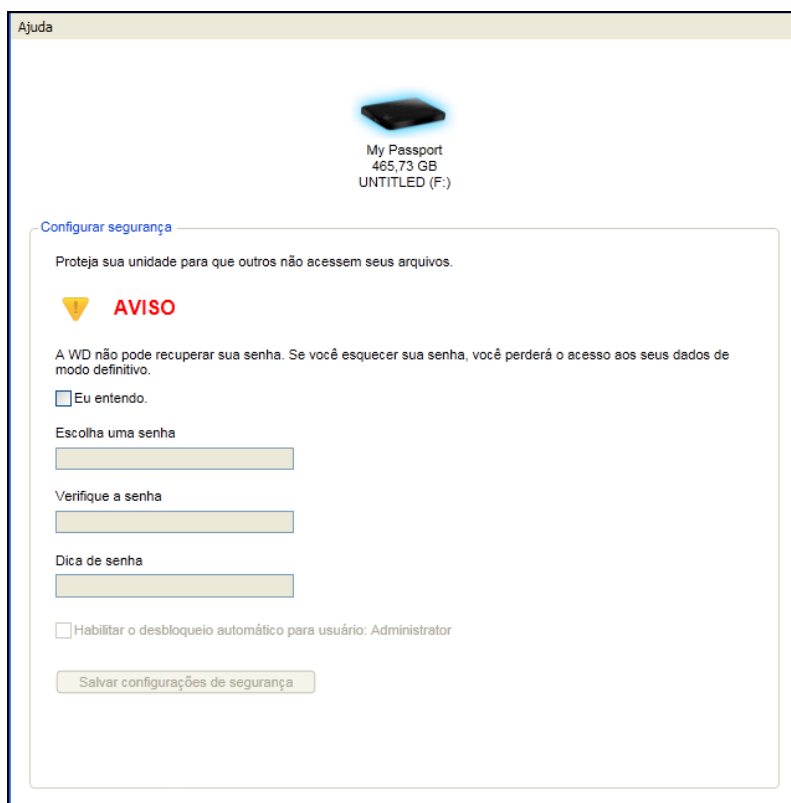 Ajuda
My Passport
465,73 GB
UNTITLED (F:)
Configurar segurança
Proteja sua unidade para que outros não acessem seus arquivos.
AVISO
A WD não pode recuperar sua senha. Se você esquecer sua senha, você perderá o acesso aos seus dados de
modo definitivo.
Eu entendo.
Escolha uma senha
Verifique a senha
Dica de senha
Habilitar o desbloqueio automático para usuário: Administrator
Salvar configurações de segurança